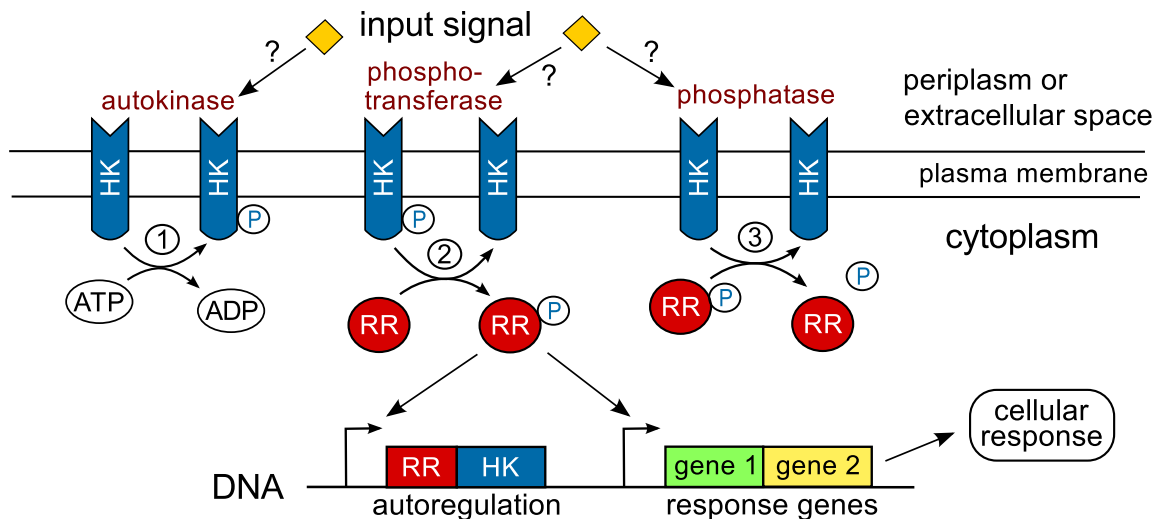 input signal
?
?
?
phospho-
transferase
autokinase
phosphatase
periplasm or
extracellular space
HK
HK
HK
HK
HK
HK
plasma membrane
P
P
cytoplasm
1
2
3
ATP
ADP
RR
RR
P
RR
P
P
RR
DNA
RR
HK
autoregulation
gene 1
gene 2
response genes
cellular
response